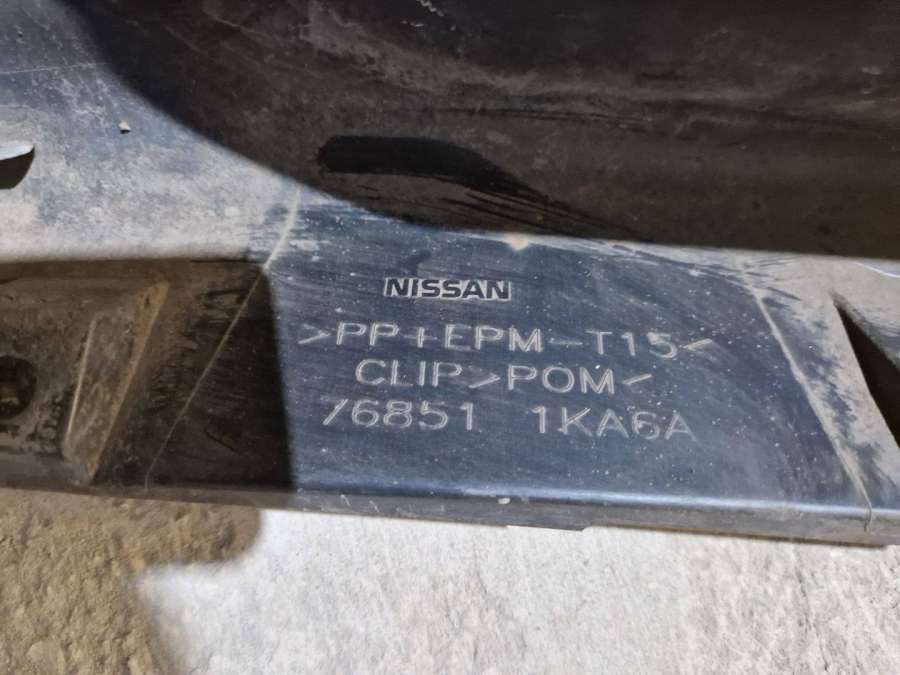 NISSAN
>PP+EPM-T15<
CLIP>POM<
76851 1KA6A